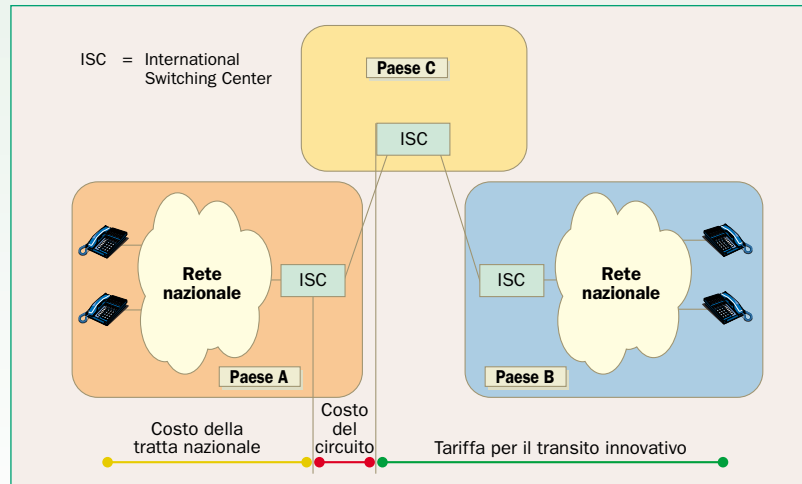 ISC = International
Switching Center
Paese C
ISC
Rete
nazionale
ISC
Paese A
ISC
Rete
nazionale
Paese B
Costo della
tratta nazionale
Costo
del
circuito
Tariffa per il transito innovativo